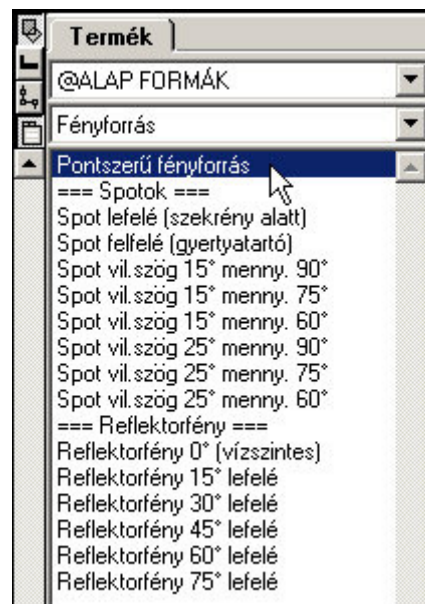 Termék
@ALAP FORMÁK
Fényforrás
Pontszerű fényforrás
=== Spotok ===
Spot lefelé (szekrény alatt)
Spot felfelé (gyertyatartó)
Spot vil.szög 15° menny. 90°
Spot vil.szög 15° menny. 75°
Spot vil.szög 15° menny. 60°
Spot vil.szög 25° menny. 90°
Spot vil.szög 25° menny. 75°
Spot vil.szög 25° menny. 60°
=== Reflektorfény ===
Reflektorfény 0° (vízszintes)
Reflektorfény 15° lefelé
Reflektorfény 30° lefelé
Reflektorfény 45° lefelé
Reflektorfény 60° lefelé
Reflektorfény 75° lefelé